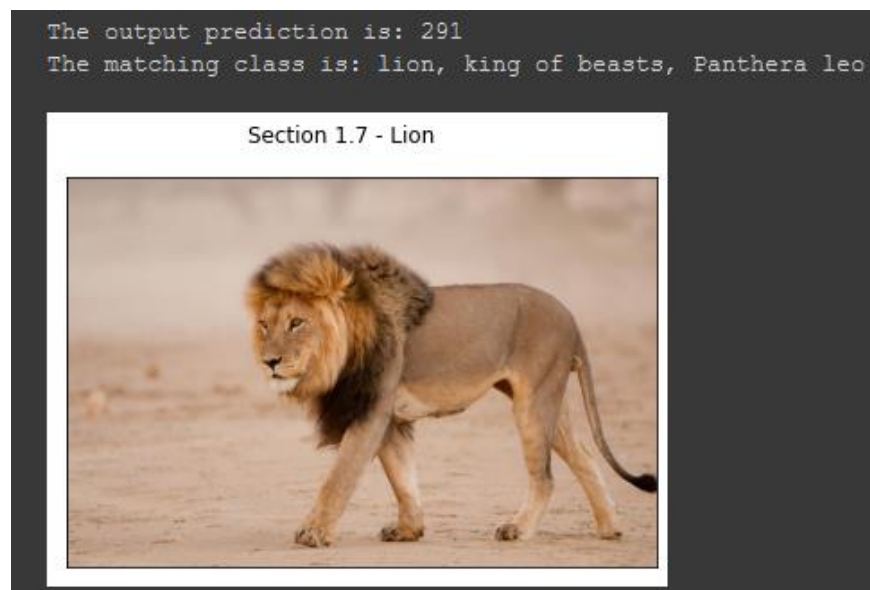 The output prediction is: 291
The matching class is: lion, king of beasts, Panthera leo
Section 1.7 - Lion